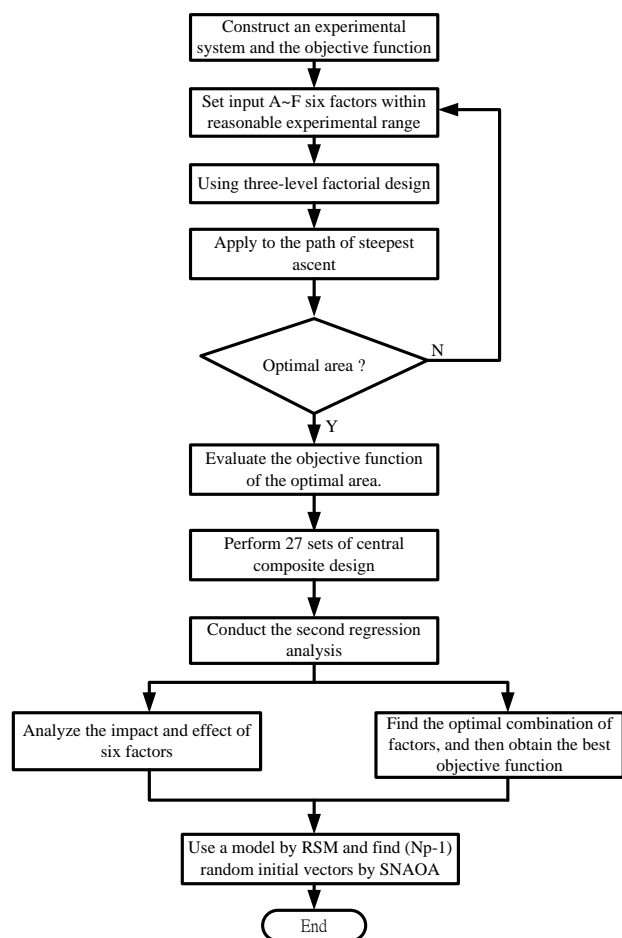 Construct an experimental
system and the objective function
Set input A~F six factors within
reasonable experimental range
Using three-level factorial design
Apply to the path of steepest
ascent
Optimal area ?
N
Y
Evaluate the objective function
of the optimal area.
Perform 27 sets of central
composite design
Conduct the second regression
analysis
Analyze the impact and effect of
six factors
Find the optimal combination of
factors, and then obtain the best
objective function
Use a model by RSM and find (Np-1)
random initial vectors by SNAOA
End